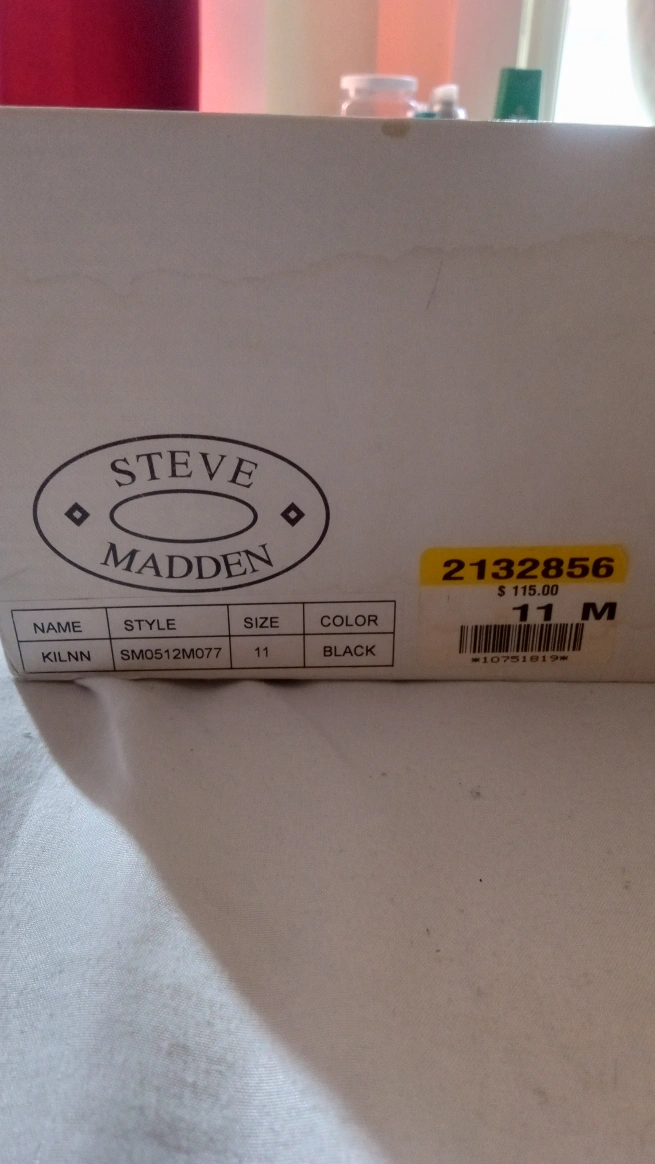 STEVE
MADDEN
NAME STYLE SIZE COLOR
KILNN SM0512M077 11 BLACK
2132856
$ 115.00
11 M
*10751819*